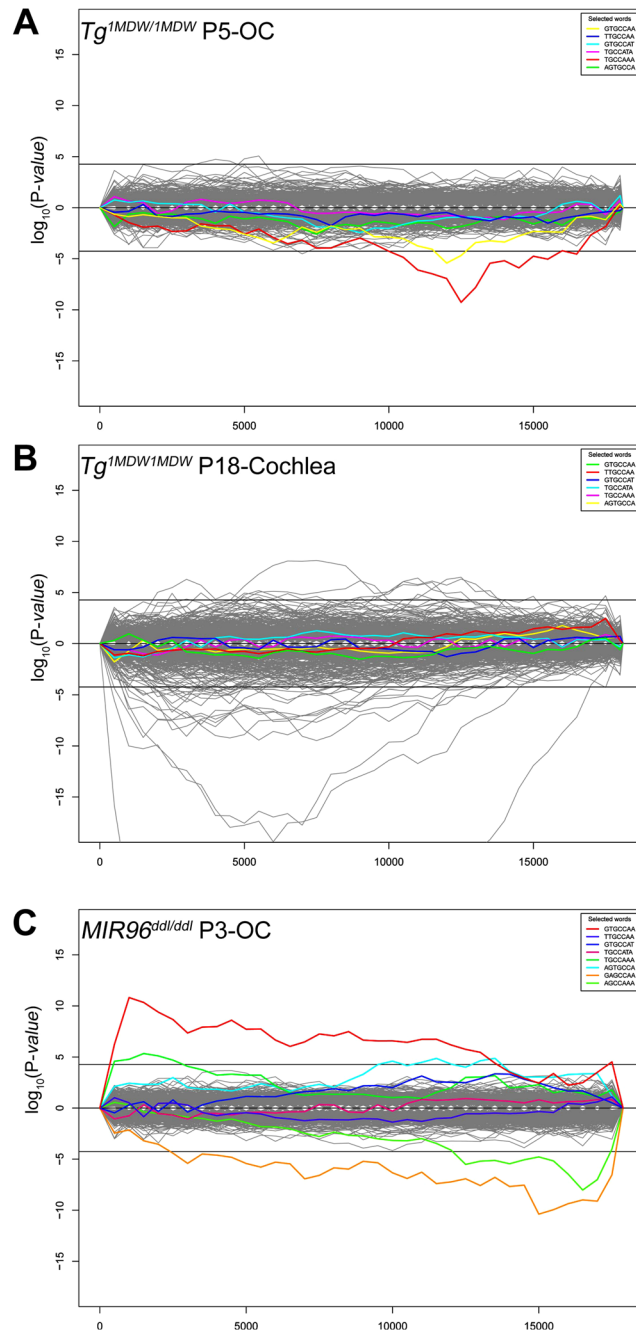 A
Tg1MDW/1MDW P5-OC
Selected words
GTGCCAA
TTGCCAA
GTGCCAT
TGCCATA
TGCCAAA
AGTGCCA
log10(P-value)
15
10
5
0
-5
-10
-15
0 5000 10000 15000
B
Tg1MDW1MDW P18-Cochlea
Selected words
GTGCCAA
TTGCCAA
GTGCCAT
TGCCATA
TGCCAAA
AGTGCCA
log10(P-value)
15
10
5
0
-5
-10
-15
0 5000 10000 15000
C
MIR96ddl/ddl P3-OC
Selected words
GTGCCAA
TTGCCAA
GTGCCAT
TGCCATA
TGCCAAA
AGTGCCA
GAGCCAA
AGCCAAA
log10(P-value)
15
10
5
0
-5
-10
-15
0 5000 10000 15000